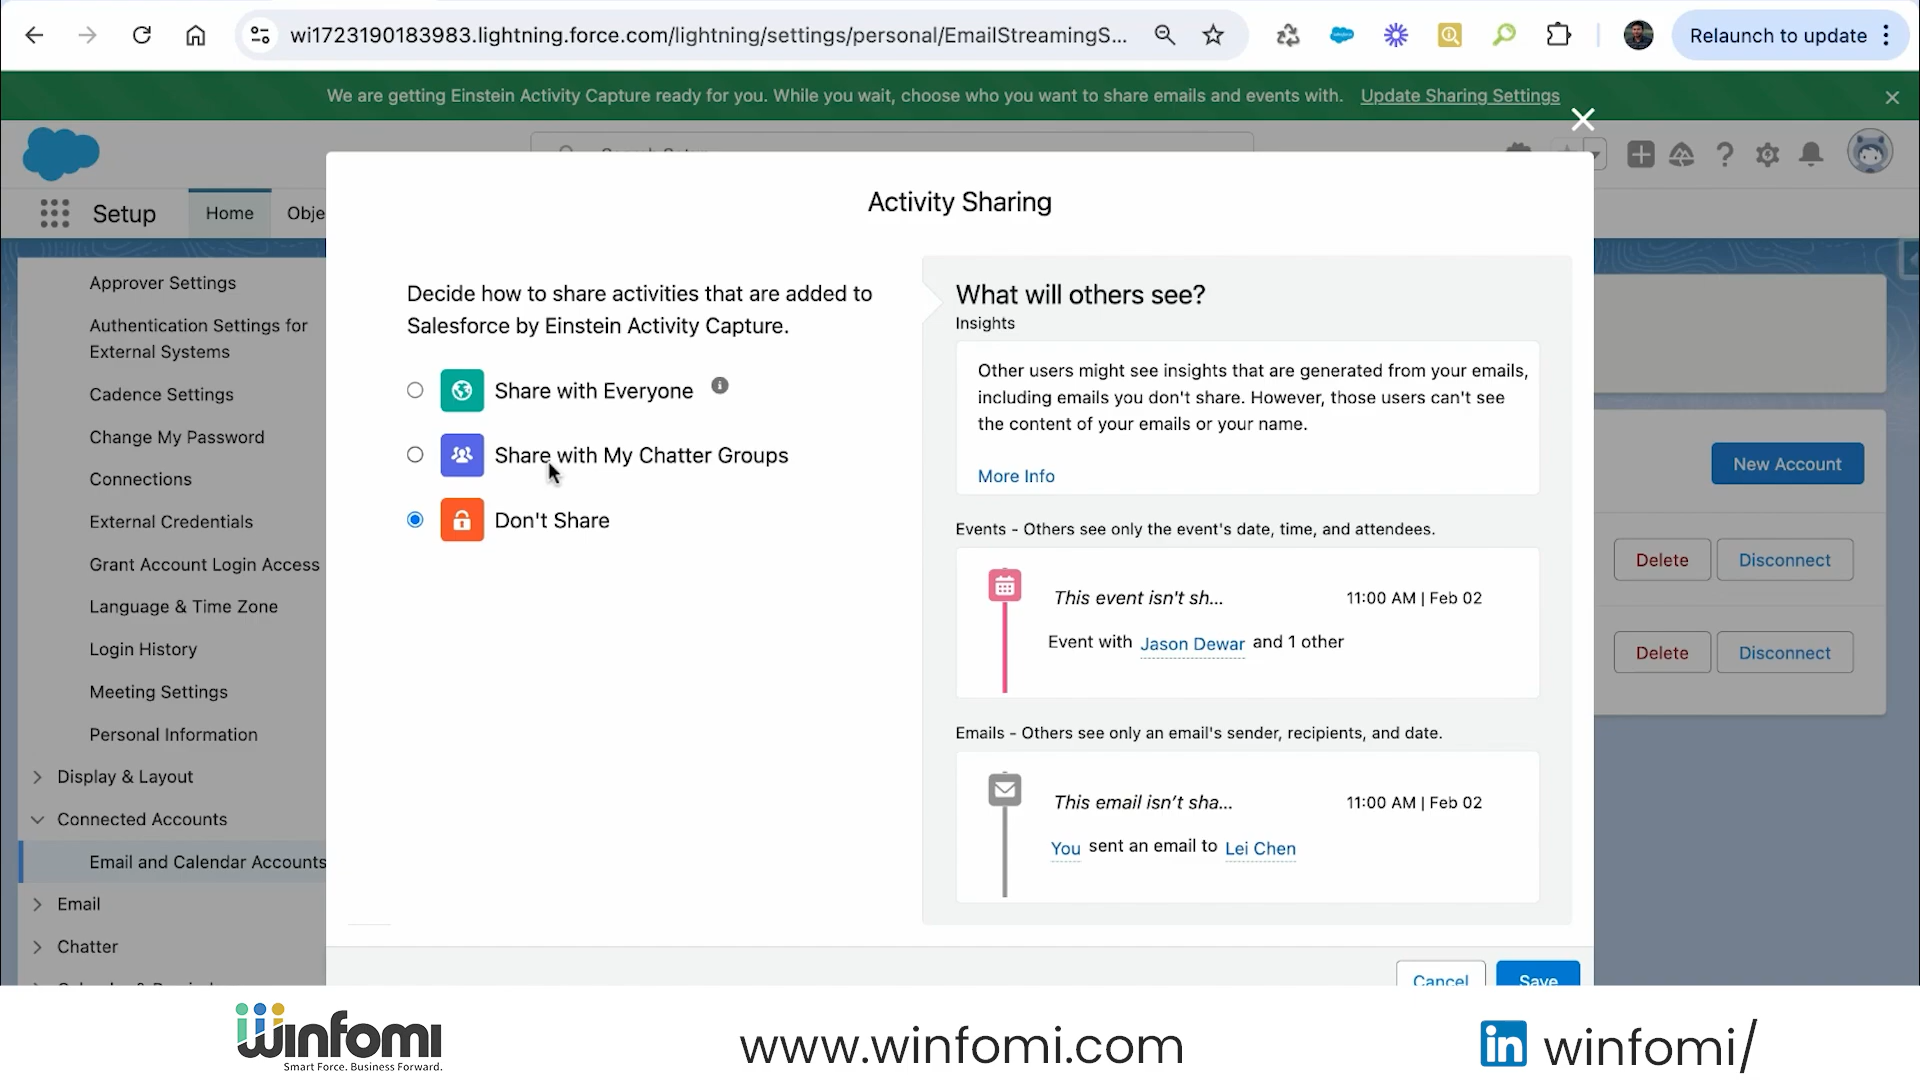 wi1723190183983.lightning.force.com/lightning/settings/personal/EmailStreamingS...
Relaunch to update
We are getting Einstein Activity Capture ready for you. While you wait, choose who you want to share emails and events with. Update Sharing Settings
Setup
Home
Obje
Approver Settings
Authentication Settings for
External Systems
Cadence Settings
Change My Password
Connections
External Credentials
Grant Account Login Access
Language & Time Zone
Login History
Meeting Settings
Personal Information
Display & Layout
Connected Accounts
Email and Calendar Accounts
Email
Chatter
Activity Sharing
Decide how to share activities that are added to
Salesforce by Einstein Activity Capture.
Share with Everyone
Share with My Chatter Groups
Don't Share
What will others see?
Insights
Other users might see insights that are generated from your emails,
including emails you don't share. However, those users can't see
the content of your emails or your name.
More Info
Events - Others see only the event's date, time, and attendees.
This event isn't sh...
11:00 AM | Feb 02
Event with Jason Dewar and 1 other
Emails - Others see only an email's sender, recipients, and date.
This email isn't sha...
11:00 AM | Feb 02
You sent an email to Lei Chen
Cancel
Save
New Account
Delete
Disconnect
Delete
Disconnect
winfomi
Smart Force. Business Forward.
www.winfomi.com
in winfomi/